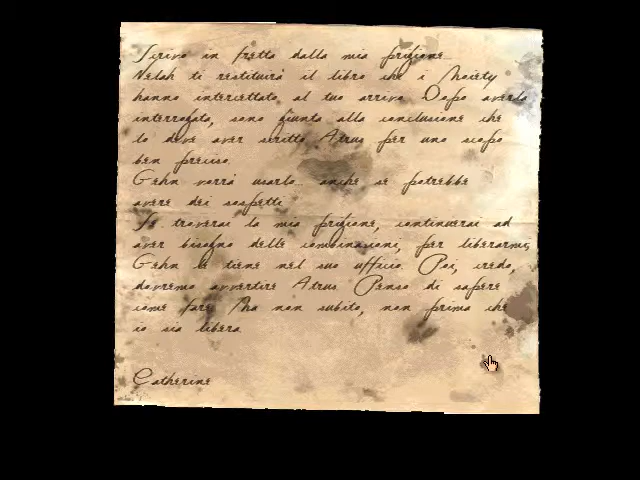 Scrivo in fretta dalla mia prigione.
Nelah ti restituirà il libro che i Moiety
hanno intercettato al tuo arrivo. Dopo averlo
interrogato, sono giunta alla conclusione che
lo deve aver scritto Atrus per uno scopo
ben preciso.
Gehn vorrà usarlo... anche se potrebbe
avere dei sospetti.
Se troverai la mia prigione, continuerai ad
aver bisogno delle combinazioni, per liberarmi;
Gehn le tiene nel suo ufficio. Poi, credo,
dovremo avvertire Atrus. Penso di sapere
come fare. Ma non subito, non prima che
io sia libera.
Catherine